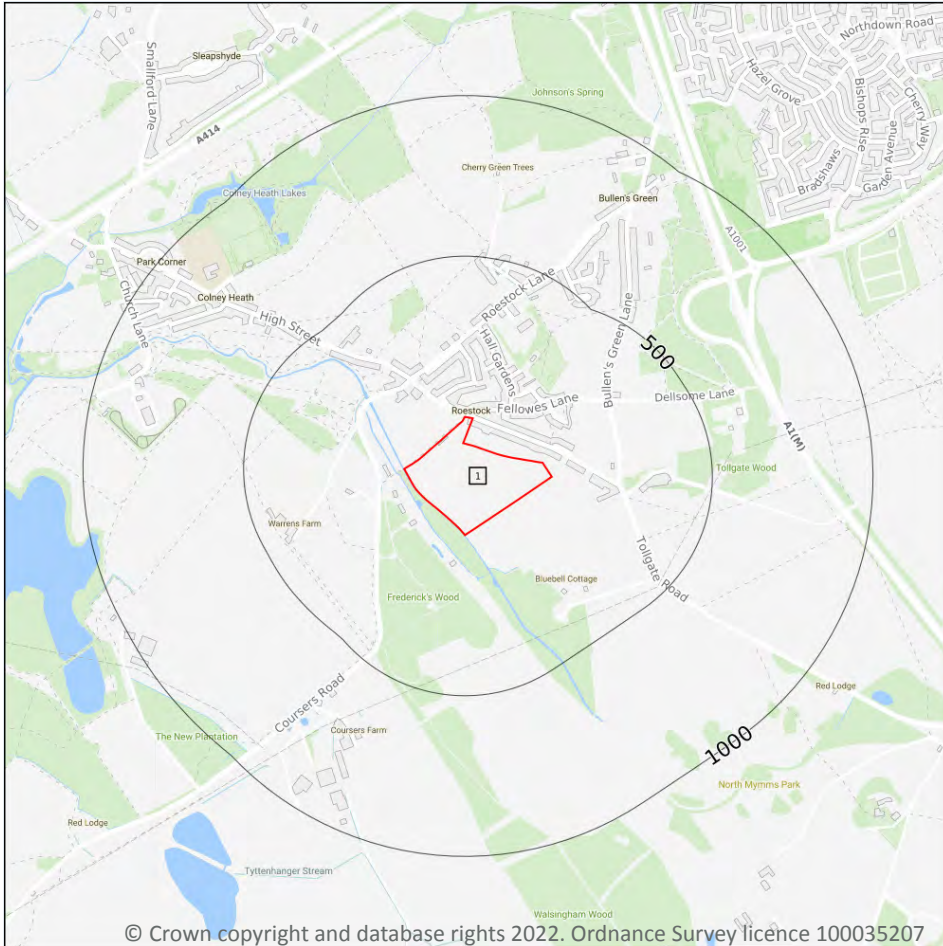 Northdown Road
Smallford Lane
Sleapshyde
Hazel Grove
Bishops Rise
Cherry Way
Johnson's Spring
A414
Bradshaws
Garden Avenue
Cherry Green Trees
Colney Heath Lakes
Bullen's Green
A1001
Park Corner
Church Lane
Colney Heath
High Street
Roestock Lane
Hall Gardens
Bullen's Green Lane
500
Fellowes Lane
Dellsome Lane
Roestock
A1(M)
Tollgate Wood
1
Warrens Farm
Tollgate Road
Bluebell Cottage
Frederick's Wood
Coursers Road
Red Lodge
The New Plantation
Coursers Farm
1000
North Mymms Park
Red Lodge
Tyttenhanger Stream
Walsingham Wood
© Crown copyright and database rights 2022. Ordnance Survey licence 100035207